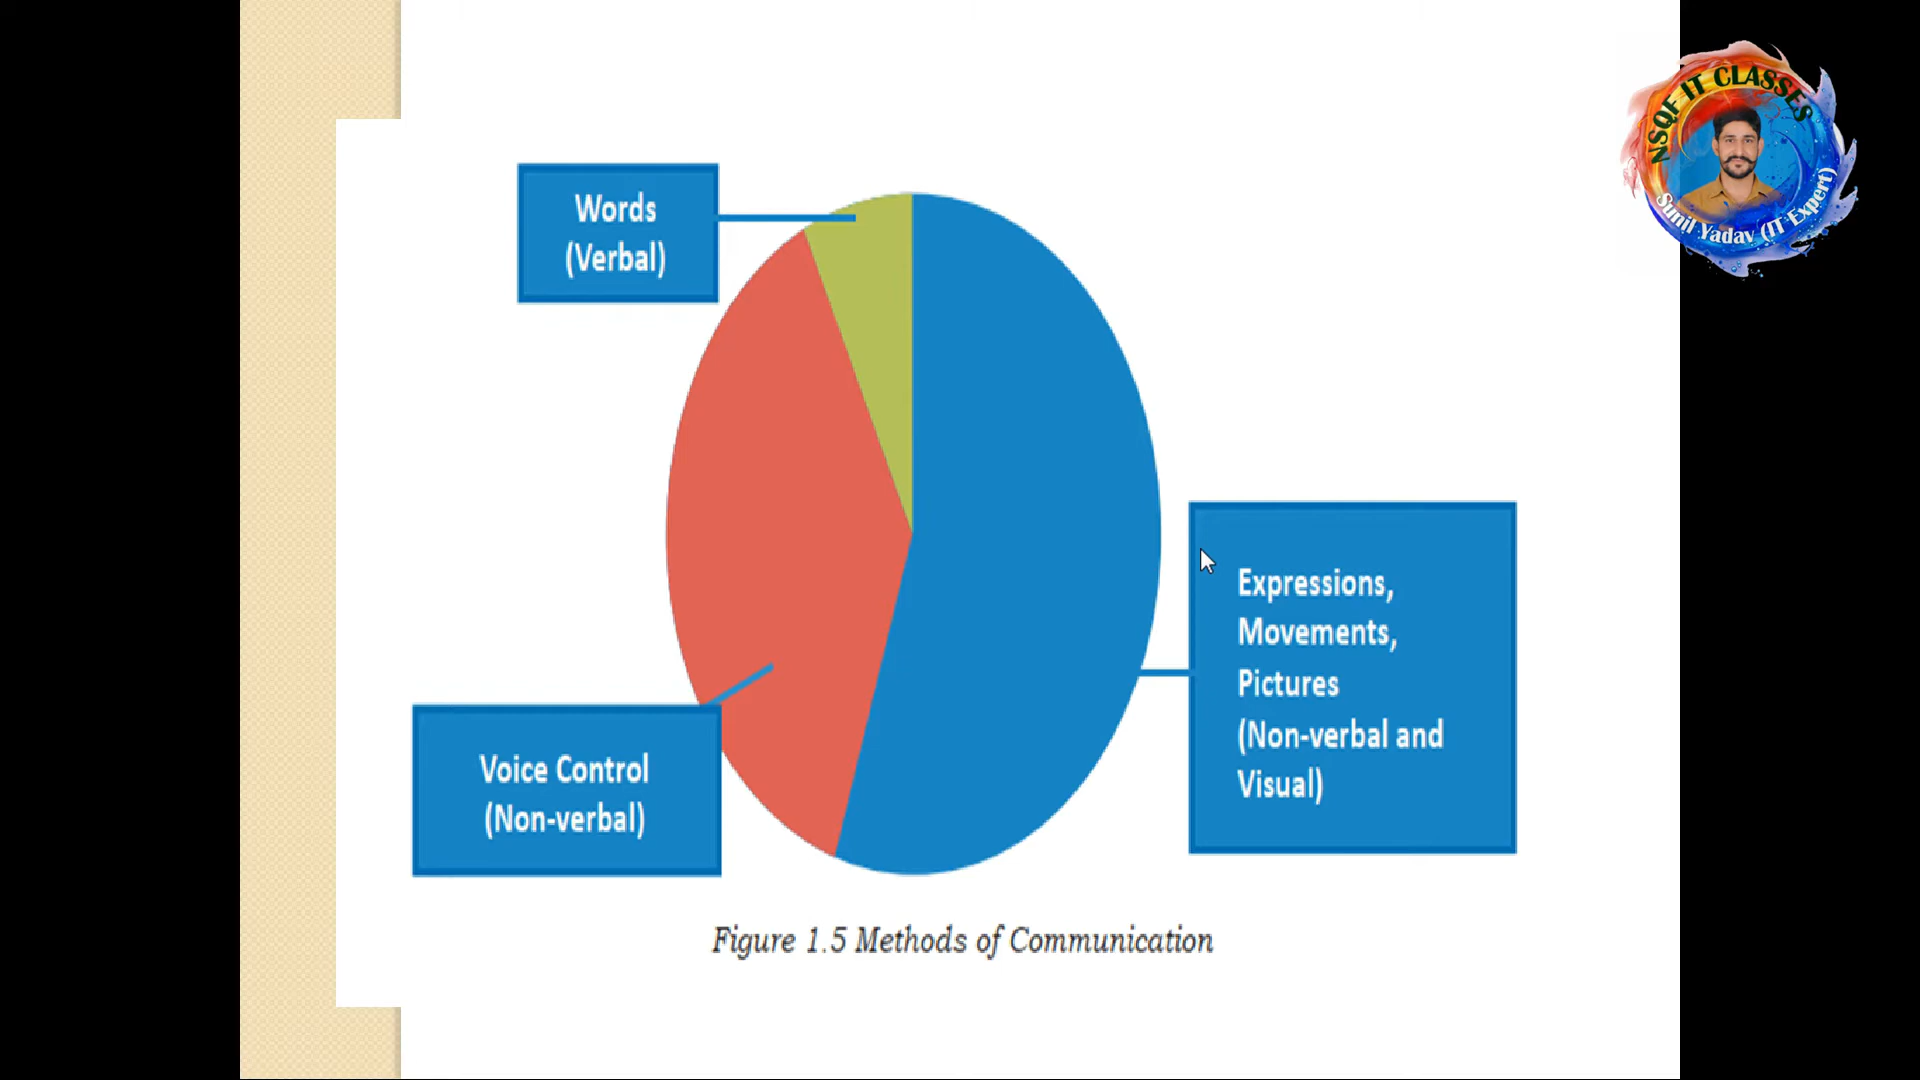 NSQF IT CLASSES
Sunil Yadav (IT Expert)
Words
(Verbal)
Expressions,
Movements,
Pictures
(Non-verbal and
Visual)
Voice Control
(Non-verbal)
Figure 1.5 Methods of Communication